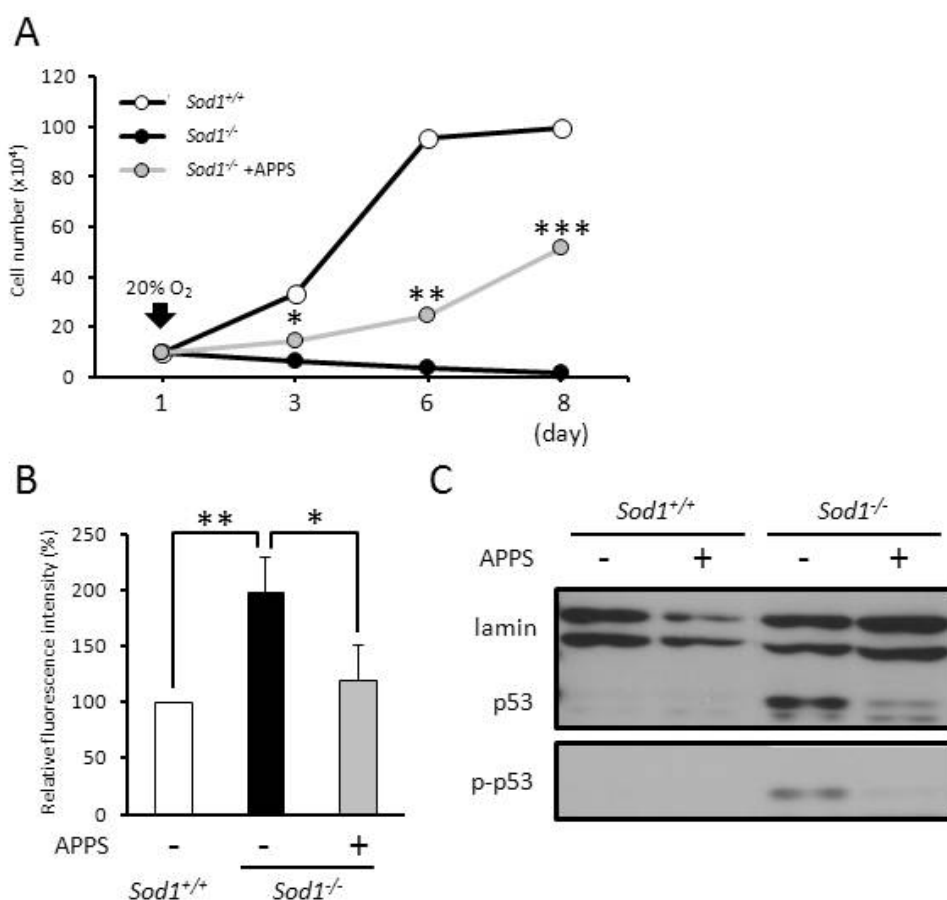 A
120
100
80
60
40
20
0
Cell number (x10⁴)
Sod1+/+
Sod1-/-
Sod1-/- +APPS
20% O₂
*
**
***
1 3 6 8
(day)
B
250
200
150
100
50
0
Relative fluorescence intensity (%)
** *
APPS - - +
Sod1+/+ Sod1-/-
C
Sod1+/+ Sod1-/-
APPS - + - +
lamin
p53
p-p53